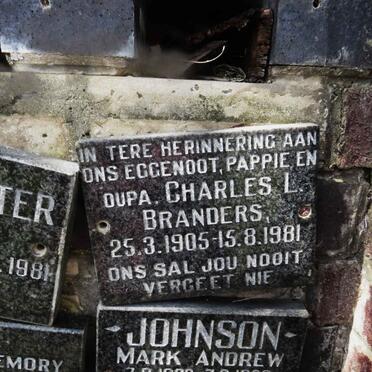 IN TERE HERINNERING AAN
ONS EGGENOOT, PAPPIE EN
OUPA. CHARLES L.
BRANDERS,
25.3.1905-15.8.1981
ONS SAL JOU NOOIT
VERGEET NIE
TER
1981
EMORY
JOHNSON
MARK ANDREW